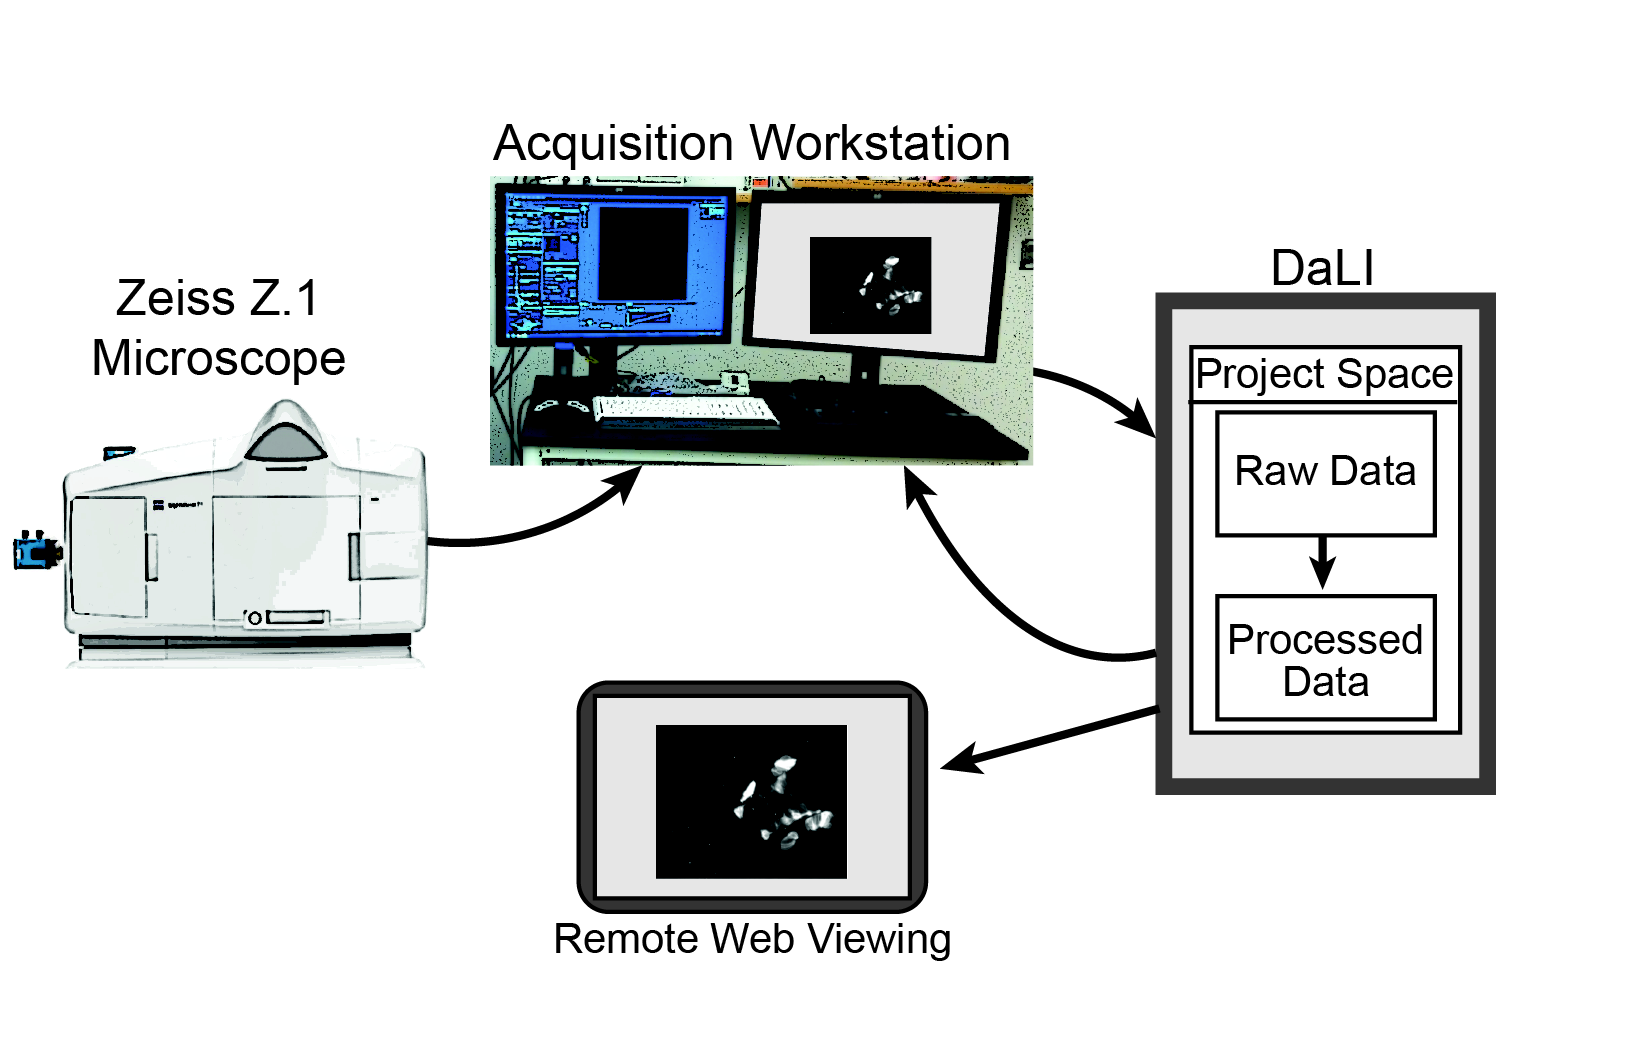 Acquisition Workstation
Zeiss Z.1
Microscope
DaLI
Project Space
Raw Data
Processed
Data
Remote Web Viewing